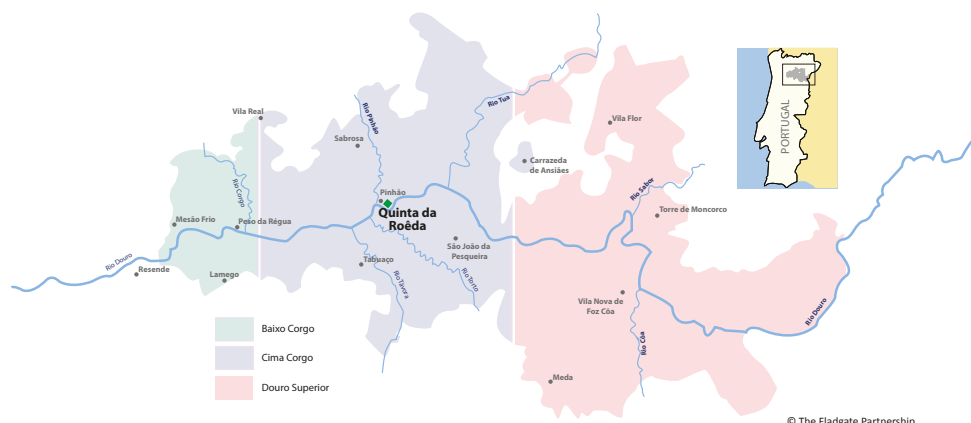 Vila Real
Sabrosa
Rio Pinhão
Rio Tua
Vila Flor
PORTUGAL
Carrazeda
de Ansiães
Rio Corgo
Pinhão
Quinta da
Roêda
Rio Sabor
Torre de Moncorco
Mesão Frio
Peso da Régua
São João da
Pesqueira
Rio Douro
Resende
Lamego
Tabuaço
Rio Távora
Rio Torto
Vila Nova de
Foz Côa
Rio Côa
Rio Douro
Meda
Baixo Corgo
Cima Corgo
Douro Superior
© The Fladgate Partnership